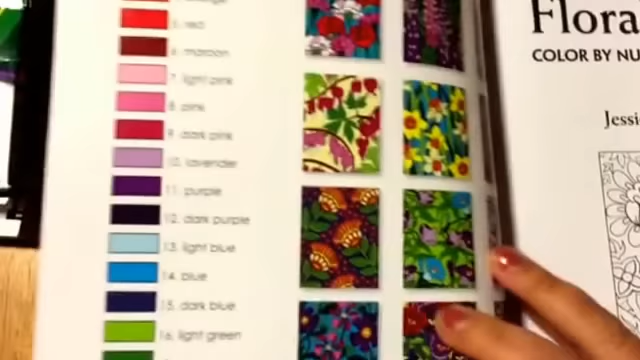 5. red
6. maroon
7. light pink
8. pink
9. dark pink
10. lavender
11. purple
12. dark purple
13. light blue
14. blue
15. dark blue
16. light green
Flora
COLOR BY NU
Jessi